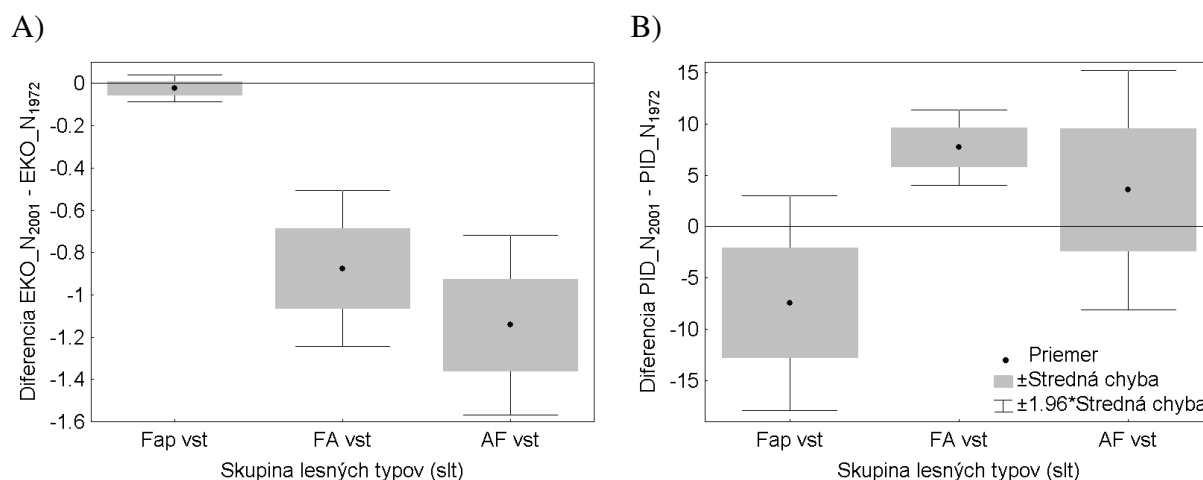 A)
Diferencia EKO_N2001 - EKO_N1972
0
-0.2
-0.4
-0.6
-0.8
-1
-1.2
-1.4
-1.6
Fap vst FA vst AF vst
Skupina lesných typov (slt)
B)
Diferencia PID_N2001 - PID_N1972
15
10
5
0
-5
-10
-15
Priemer
±Stredná chyba
±1.96*Stredná chyba
Fap vst FA vst AF vst
Skupina lesných typov (slt)